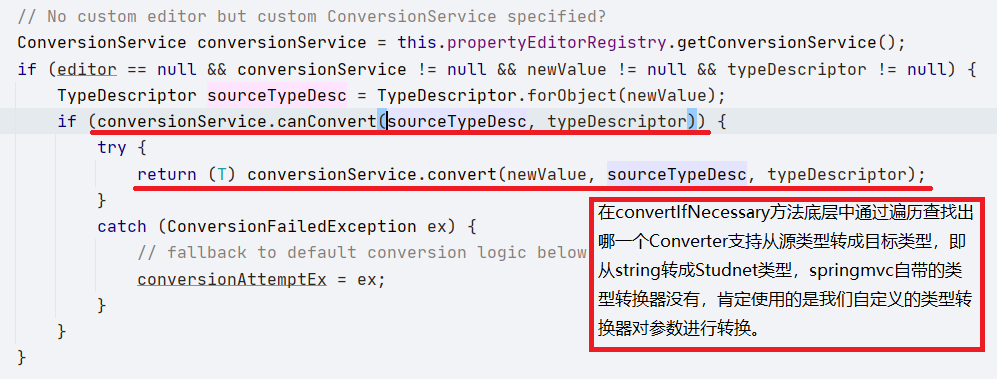 // No custom editor but custom ConversionService specified?
ConversionService conversionService = this.propertyEditorRegistry.getConversionService();
if (editor == null && conversionService != null && newValue != null && typeDescriptor != null) {
TypeDescriptor sourceTypeDesc = TypeDescriptor.forObject(newValue);
if (conversionService.canConvert(sourceTypeDesc, typeDescriptor)) {
try {
return (T) conversionService.convert(newValue, sourceTypeDesc, typeDescriptor);
}
catch (ConversionFailedException ex) {
// fallback to default conversion logic below
conversionAttemptEx = ex;
}
}
}
在convertIfNecessary方法底层中通过遍历查找出
哪一个Converter支持从源类型转成目标类型，即
从string转成Studnet类型，springmvc自带的类
型转换器没有，肯定使用的是我们自定义的类型转
换器对参数进行转换。